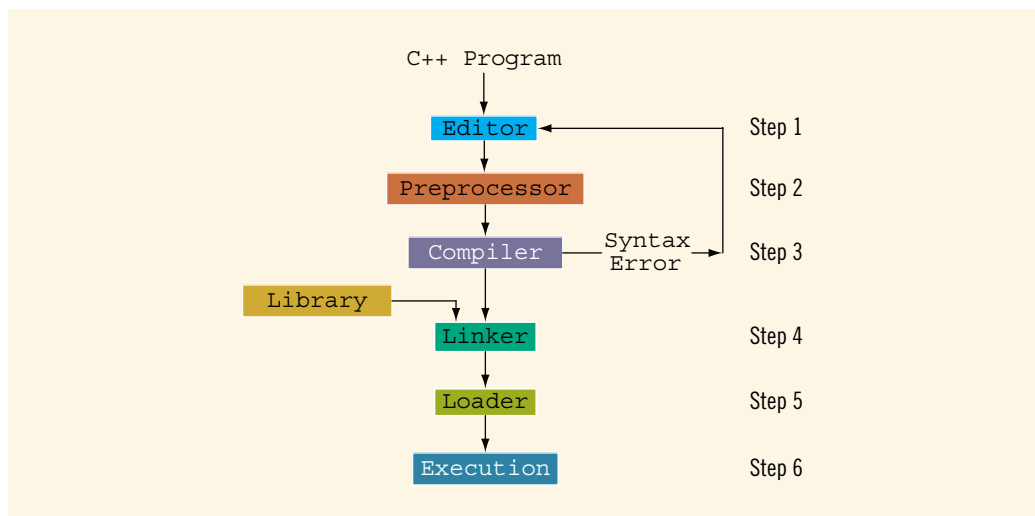 C++ Program
Editor
Step 1
Preprocessor
Step 2
Compiler
Syntax
Error
Step 3
Library
Linker
Step 4
Loader
Step 5
Execution
Step 6